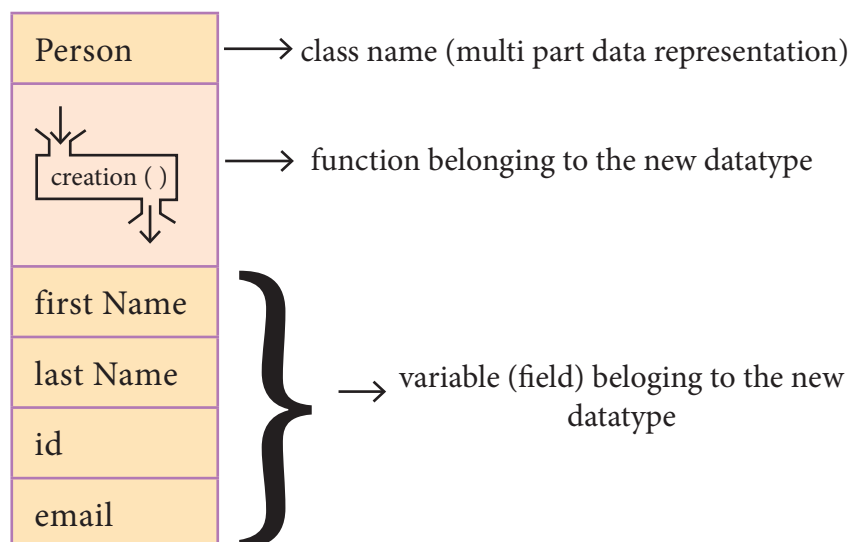 Person
class name (multi part data representation)
creation ( )
function belonging to the new datatype
first Name
last Name
id
email
variable (field) beloging to the new
datatype